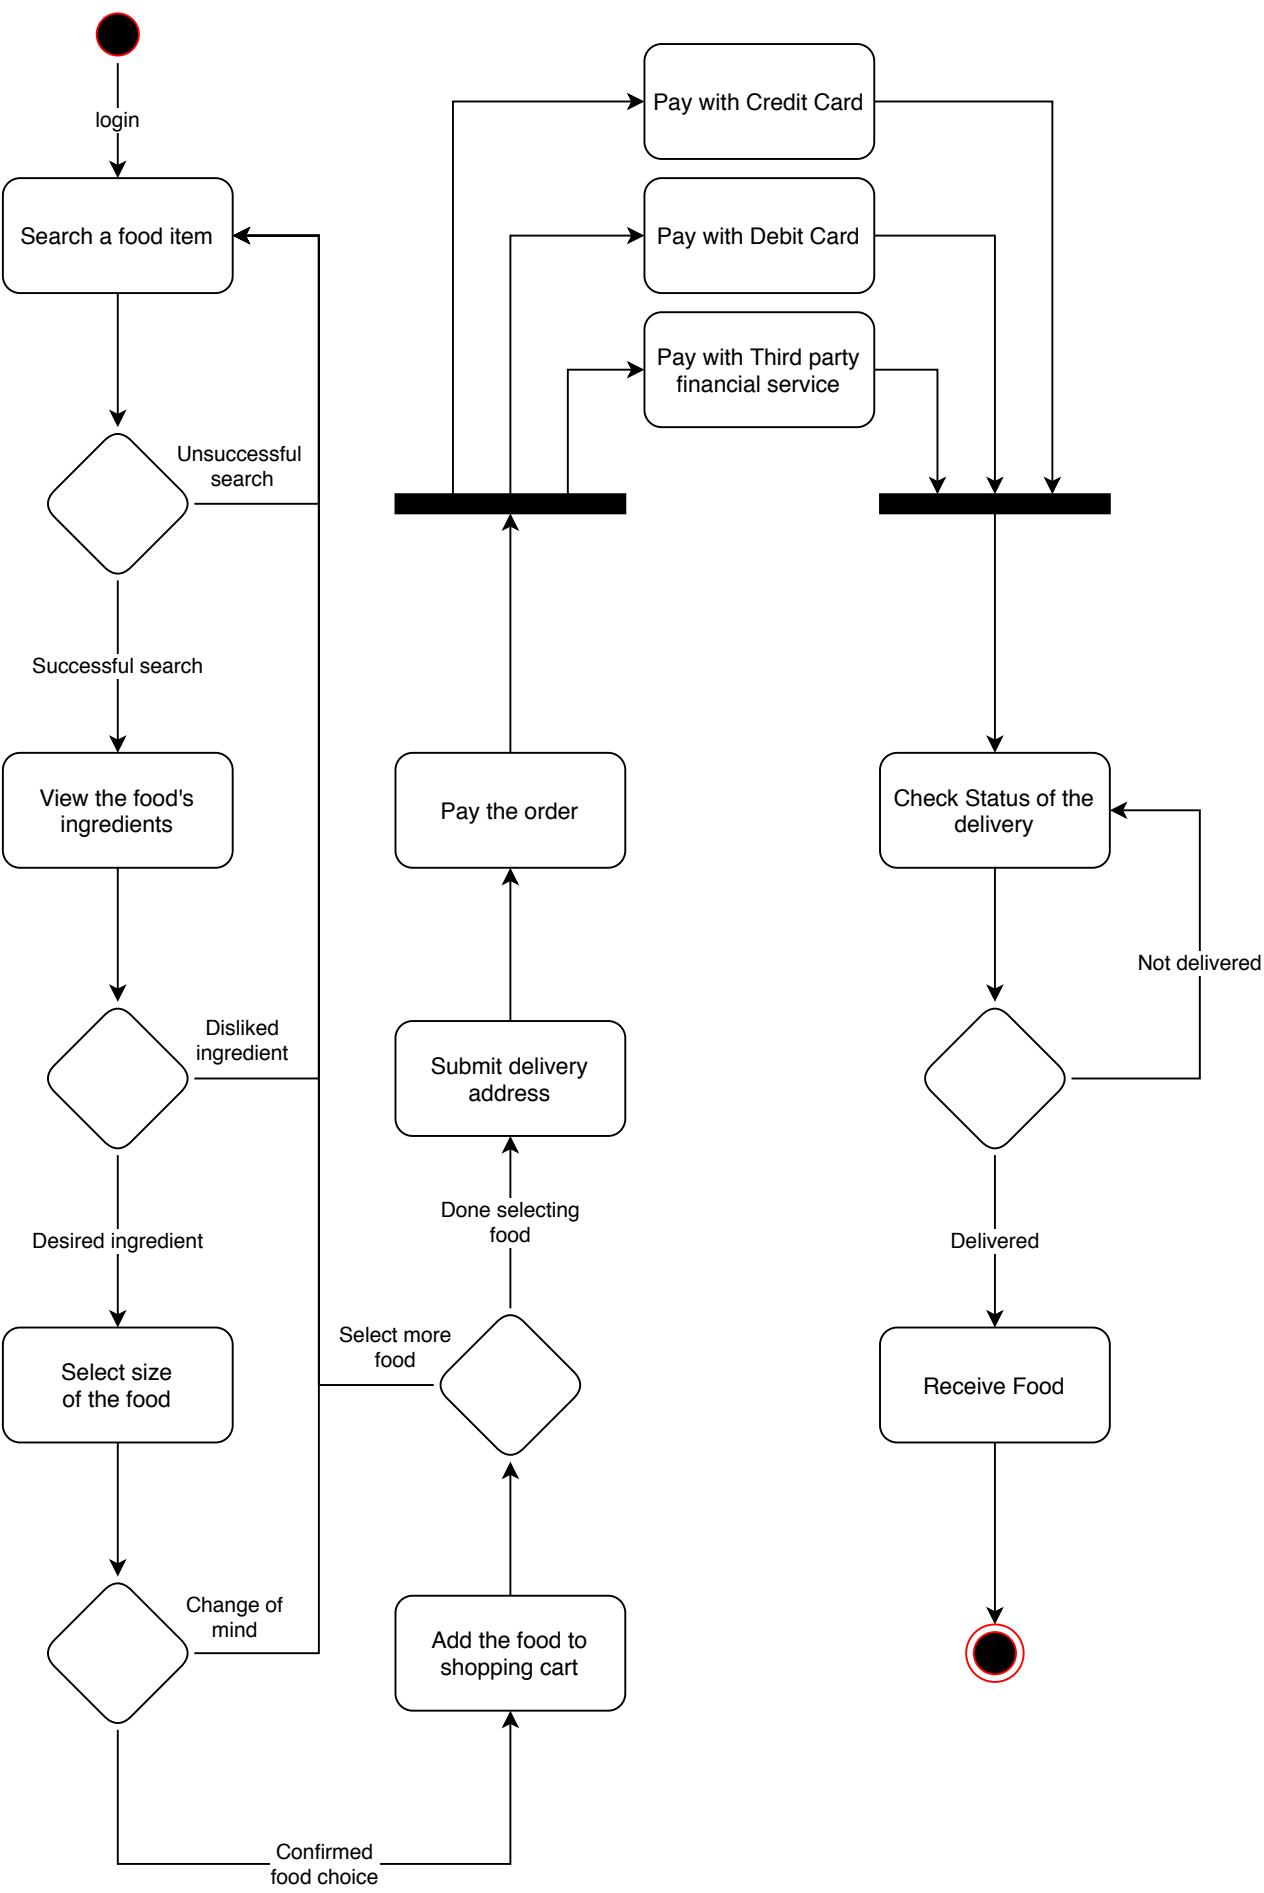 login
Search a food item
Unsuccessful
search
Successful search
View the food's
ingredients
Disliked
ingredient
Desired ingredient
Select size
of the food
Change of
mind
Confirmed
food choice
Add the food to
shopping cart
Select more
food
Done selecting
food
Submit delivery
address
Pay the order
Pay with Credit Card
Pay with Debit Card
Pay with Third party
financial service
Check Status of the
delivery
Not delivered
Delivered
Receive Food